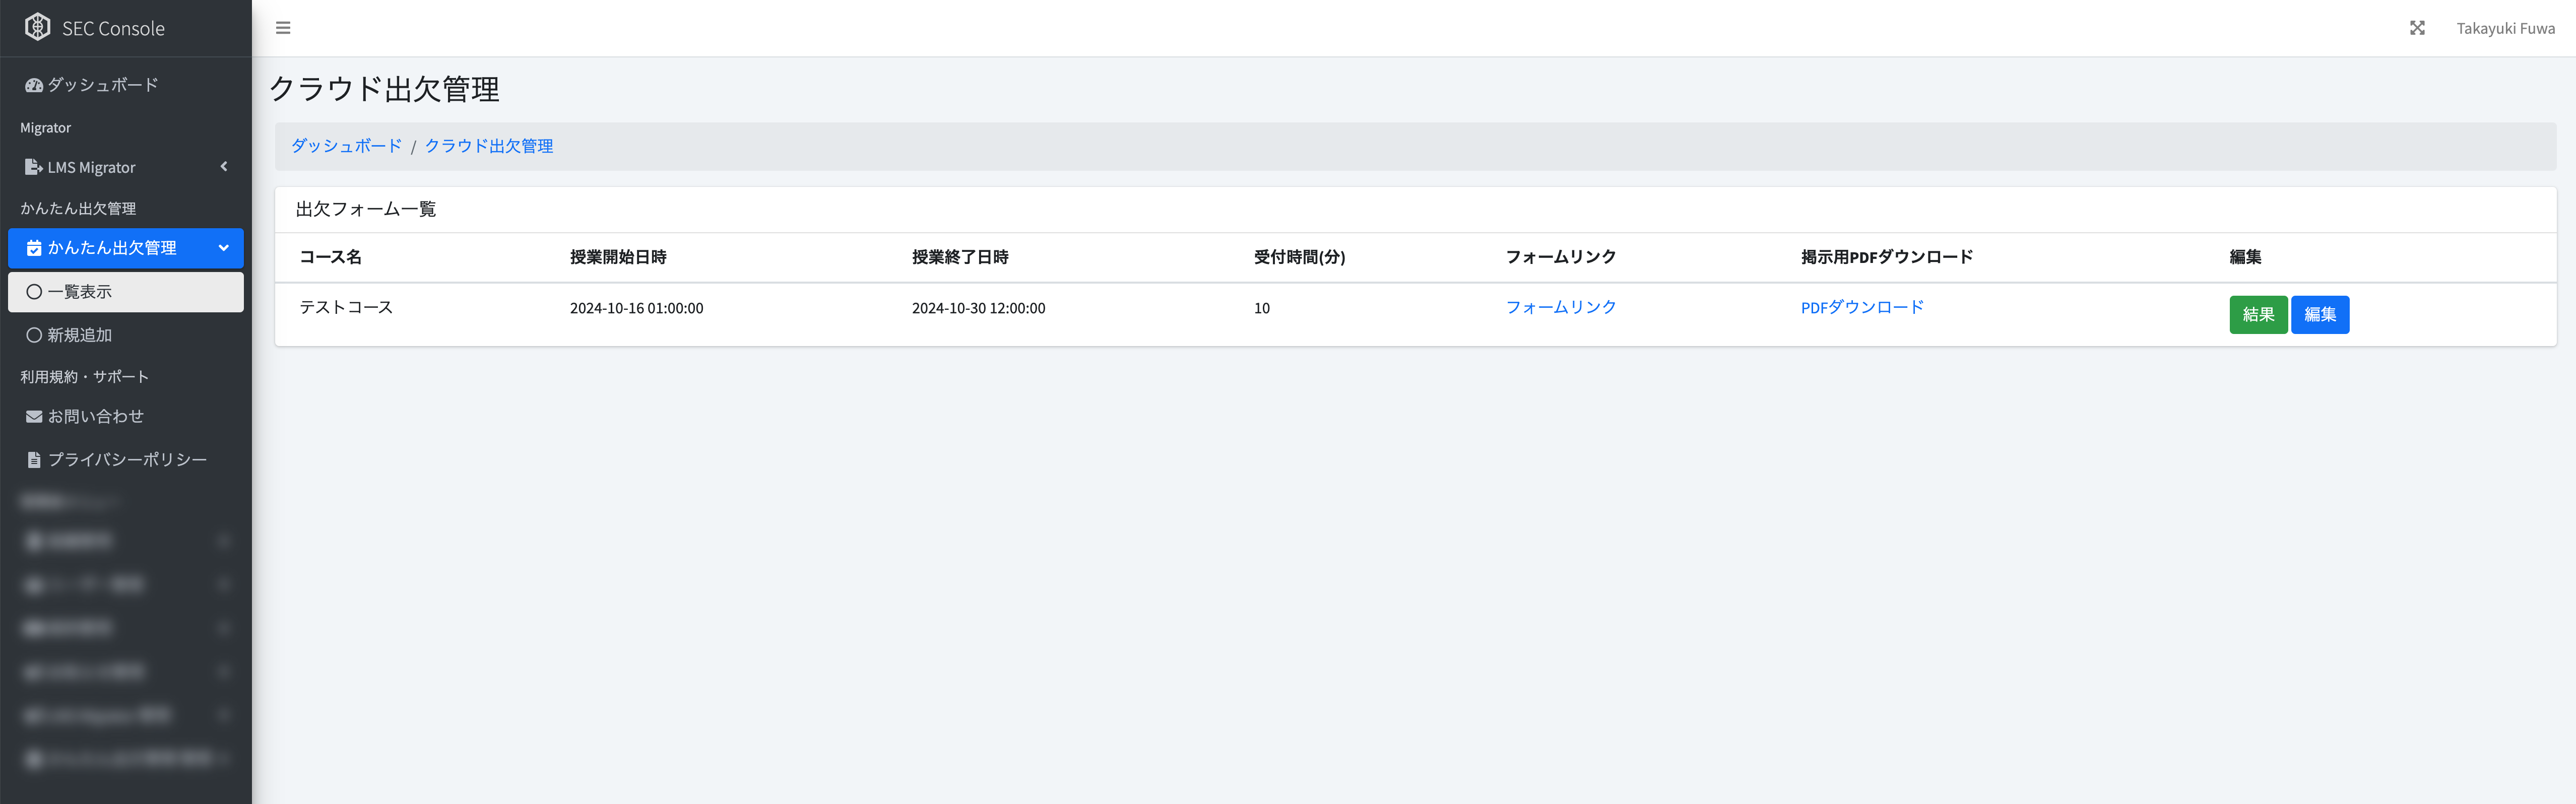 SEC Console
Takayuki Fuwa
ダッシュボード
Migrator
LMS Migrator
かんたん出欠管理
かんたん出欠管理
一覧表示
新規追加
利用規約・サポート
お問い合わせ
プライバシーポリシー
クラウド出欠管理
ダッシュボード / クラウド出欠管理
出欠フォーム一覧
コース名 授業開始日時 授業終了日時 受付時間(分) フォームリンク 掲示用PDFダウンロード 編集
テストコース 2024-10-16 01:00:00 2024-10-30 12:00:00 10 フォームリンク PDFダウンロード 結果 編集